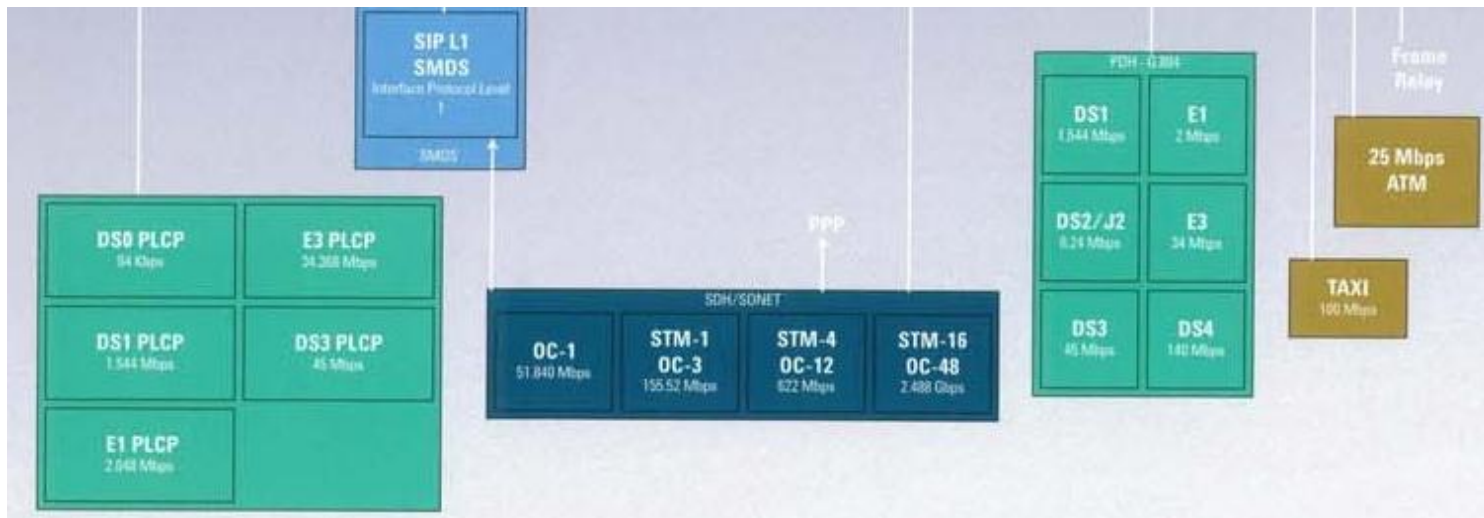 SIP L1
SMDS
Interface Protocol Level
1
SMDS
DS0 PLCP
64 Kbps
E3 PLCP
34.368 Mbps
DS1 PLCP
1.544 Mbps
DS3 PLCP
45 Mbps
E1 PLCP
2.048 Mbps
PPP
SDH/SONET
OC-1
51.840 Mbps
STM-1
OC-3
155.52 Mbps
STM-4
OC-12
622 Mbps
STM-16
OC-48
2.488 Gbps
PDH - G.804
DS1
1.544 Mbps
E1
2 Mbps
DS2/J2
6.24 Mbps
E3
34 Mbps
DS3
45 Mbps
DS4
140 Mbps
Frame
Relay
25 Mbps
ATM
TAXI
100 Mbps